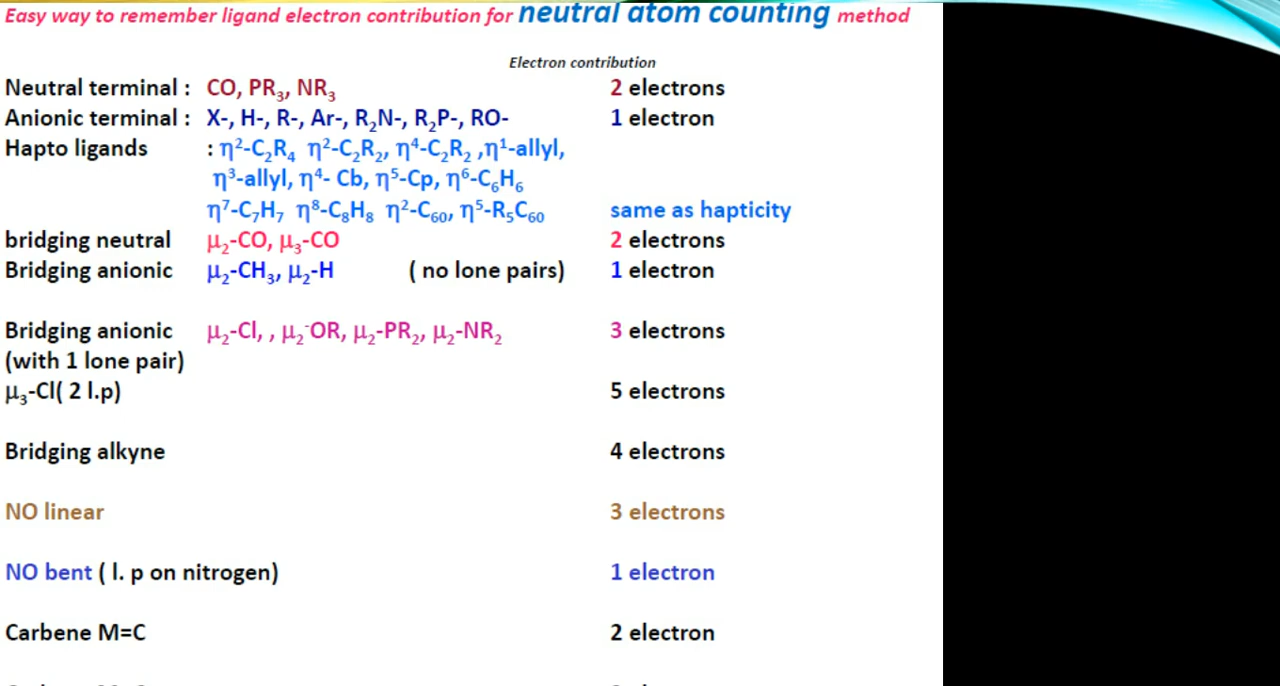 Easy way to remember ligand electron contribution for neutral atom counting method
Electron contribution
Neutral terminal : CO, PR₃, NR₃ 2 electrons
Anionic terminal : X-, H-, R-, Ar-, R₂N-, R₂P-, RO- 1 electron
Hapto ligands : η²-C₂R₄ η²-C₂R₂, η⁴-C₂R₂ ,η¹-allyl,
η³-allyl, η⁴- Cb, η⁵-Cp, η⁶-C₆H₆
η⁷-C₇H₇ η⁸-C₈H₈ η²-C₆₀, η⁵-R₅C₆₀ same as hapticity
bridging neutral μ₂-CO, μ₃-CO 2 electrons
Bridging anionic μ₂-CH₃, μ₂-H ( no lone pairs) 1 electron
Bridging anionic μ₂-Cl, , μ₂⁻OR, μ₂-PR₂, μ₂-NR₂ 3 electrons
(with 1 lone pair)
μ₃-Cl( 2 l.p) 5 electrons
Bridging alkyne 4 electrons
NO linear 3 electrons
NO bent ( l. p on nitrogen) 1 electron
Carbene M=C 2 electron